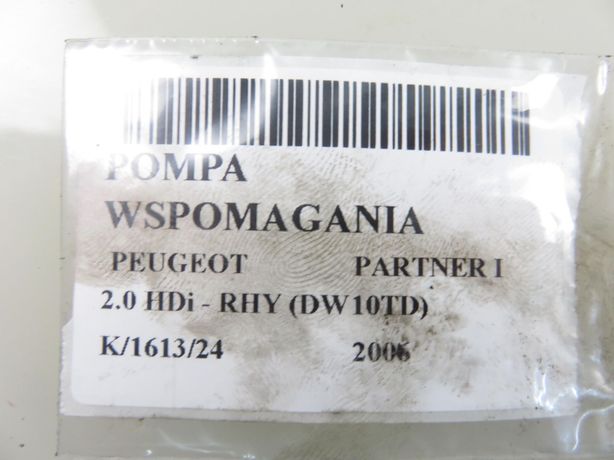 POMPA
WSPOMAGANIA
PEUGEOT PARTNER I
2.0 HDi - RHY (DW10TD)
K/1613/24 2006